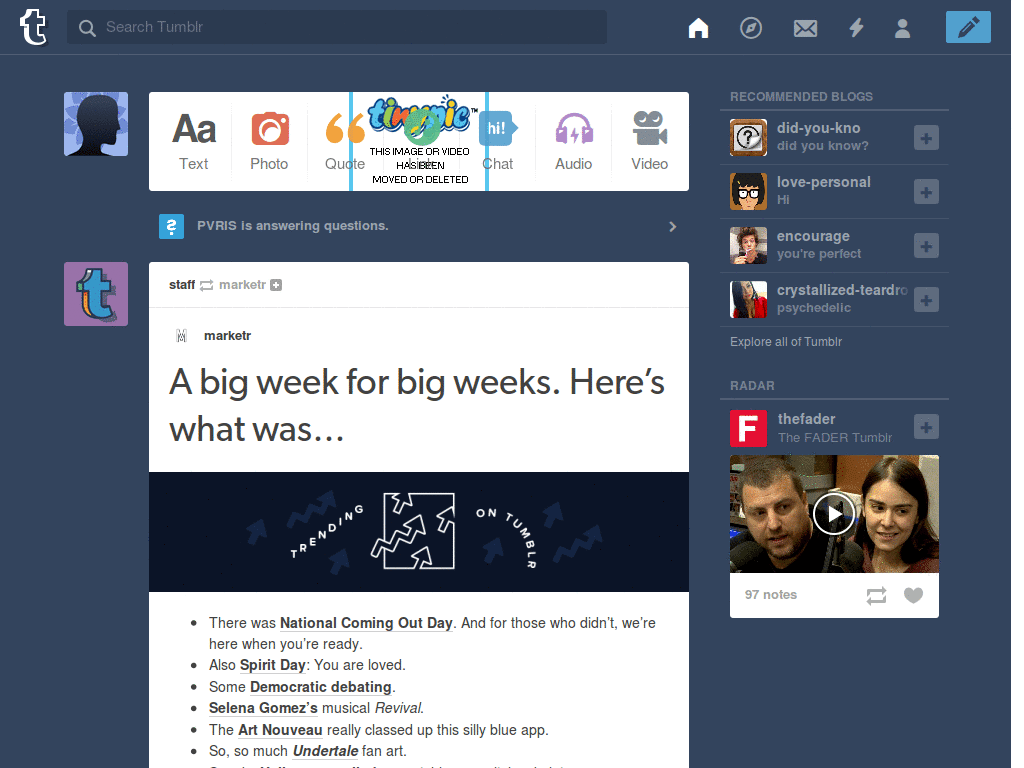 t
Search Tumblr
Aa
hi!
tinypic™
THIS IMAGE OR VIDEO
HAS BEEN
MOVED OR DELETED
Text
Photo
Quote
Link
Chat
Audio
Video
? PVRIS is answering questions.
t
staff marketr
M marketr
A big week for big weeks. Here's
what was...
TRENDING ON TUMBLR
• There was National Coming Out Day. And for those who didn't, we're
here when you're ready.
• Also Spirit Day: You are loved.
• Some Democratic debating.
• Selena Gomez's musical Revival.
• The Art Nouveau really classed up this silly blue app.
• So, so much Undertale fan art.
RECOMMENDED BLOGS
did-you-kno
did you know?
love-personal
Hi
encourage
you're perfect
crystallized-teardro
psychedelic
Explore all of Tumblr
RADAR
F
thefader
The FADER Tumblr
97 notes